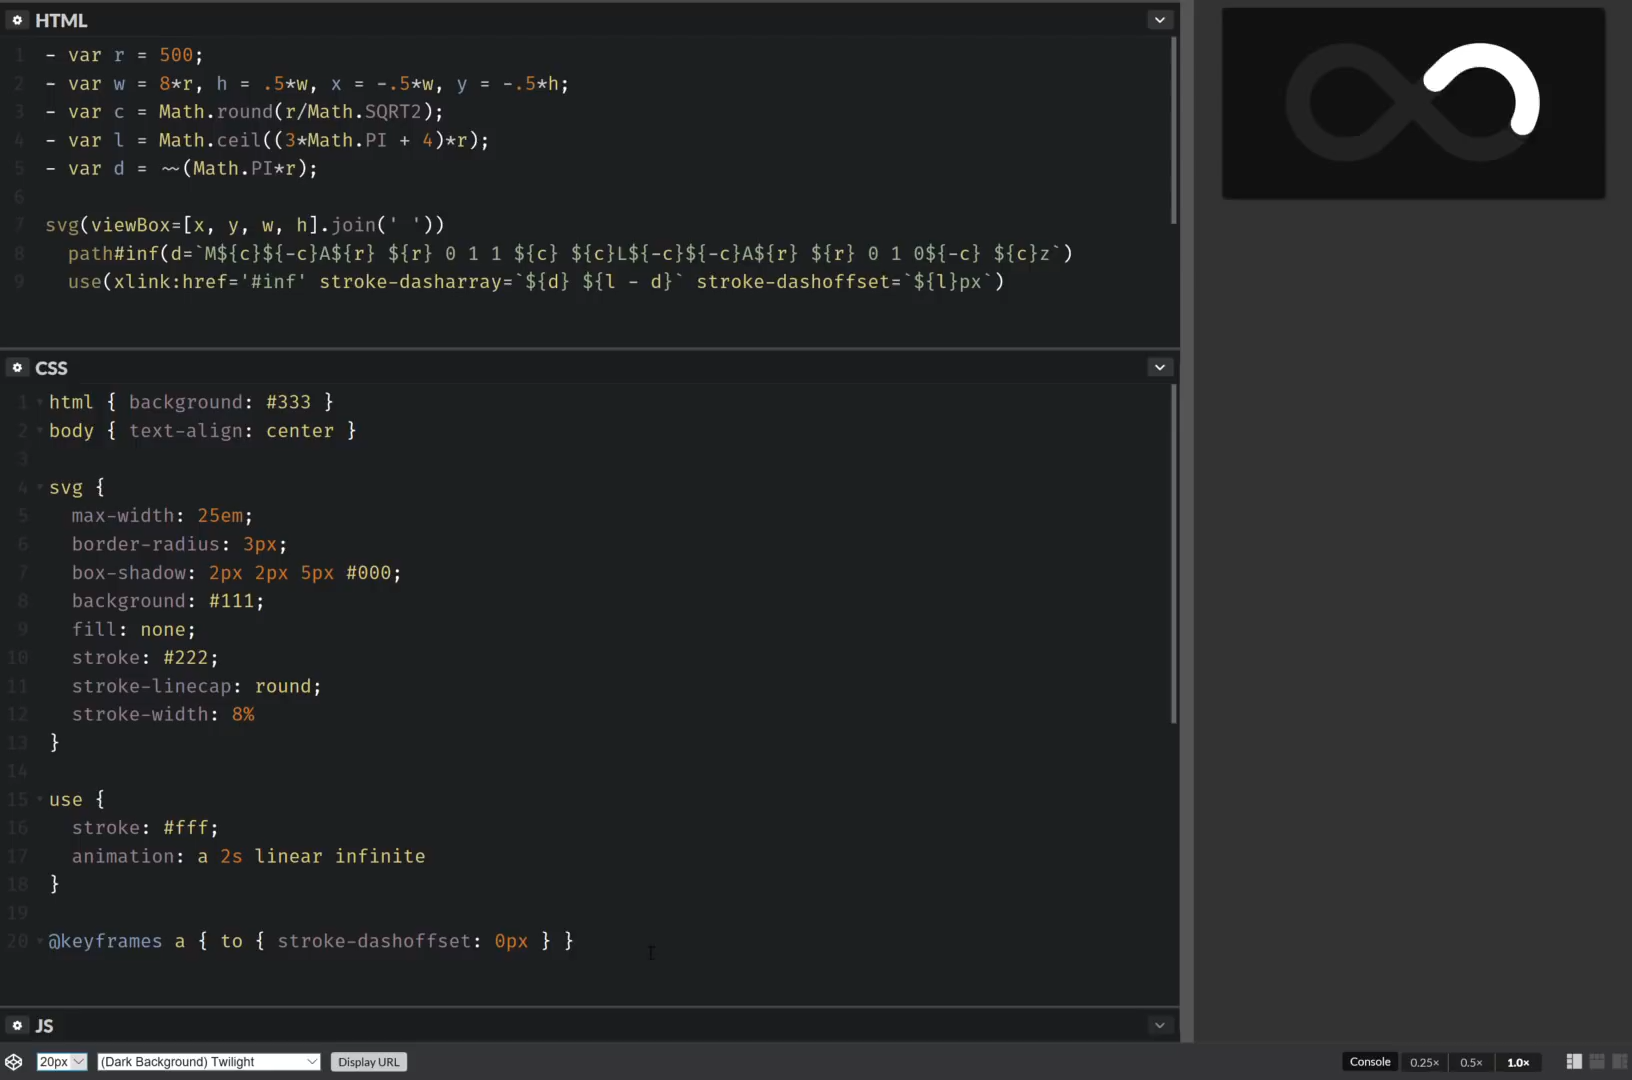 HTML
1 - var r = 500;
2 - var w = 8*r, h = .5*w, x = -.5*w, y = -.5*h;
3 - var c = Math.round(r/Math.SQRT2);
4 - var l = Math.ceil((3*Math.PI + 4)*r);
5 - var d = ~~(Math.PI*r);
6
7 svg(viewBox=[x, y, w, h].join(' '))
8   path#inf(d=`M${c}${-c}A${r} ${r} 0 1 1 ${c} ${c}L${-c}${-c}A${r} ${r} 0 1 0${-c} ${c}z`)
9   use(xlink:href='#inf' stroke-dasharray=`${d} ${l - d}` stroke-dashoffset=`${l}px`)
CSS
1 html { background: #333 }
2 body { text-align: center }
3
4 svg {
5   max-width: 25em;
6   border-radius: 3px;
7   box-shadow: 2px 2px 5px #000;
8   background: #111;
9   fill: none;
10   stroke: #222;
11   stroke-linecap: round;
12   stroke-width: 8%
13 }
14
15 use {
16   stroke: #fff;
17   animation: a 2s linear infinite
18 }
19
20 @keyframes a { to { stroke-dashoffset: 0px } }
JS
20px (Dark Background) Twilight Display URL Console 0.25× 0.5× 1.0×